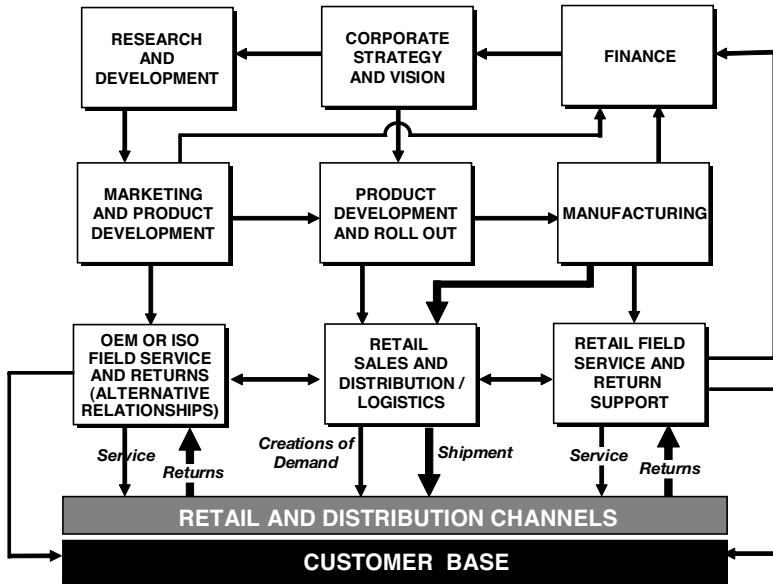 RESEARCH
AND
DEVELOPMENT
CORPORATE
STRATEGY
AND VISION
FINANCE
MARKETING
AND PRODUCT
DEVELOPMENT
PRODUCT
DEVELOPMENT
AND ROLL OUT
MANUFACTURING
OEM OR ISO
FIELD SERVICE
AND RETURNS
(ALTERNATIVE
RELATIONSHIPS)
RETAIL
SALES AND
DISTRIBUTION /
LOGISTICS
RETAIL FIELD
SERVICE AND
RETURN
SUPPORT
Service
Returns
Creations of
Demand
Shipment
Service
Returns
RETAIL AND DISTRIBUTION CHANNELS
CUSTOMER BASE